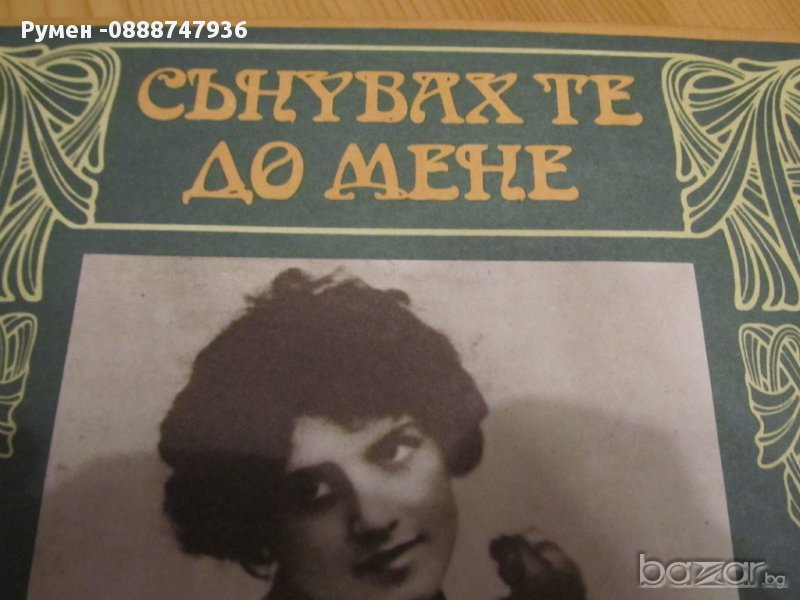 Румен -0888747936
СЪНУВАХ ТЕ
ДО МЕНЕ
bazar.bg